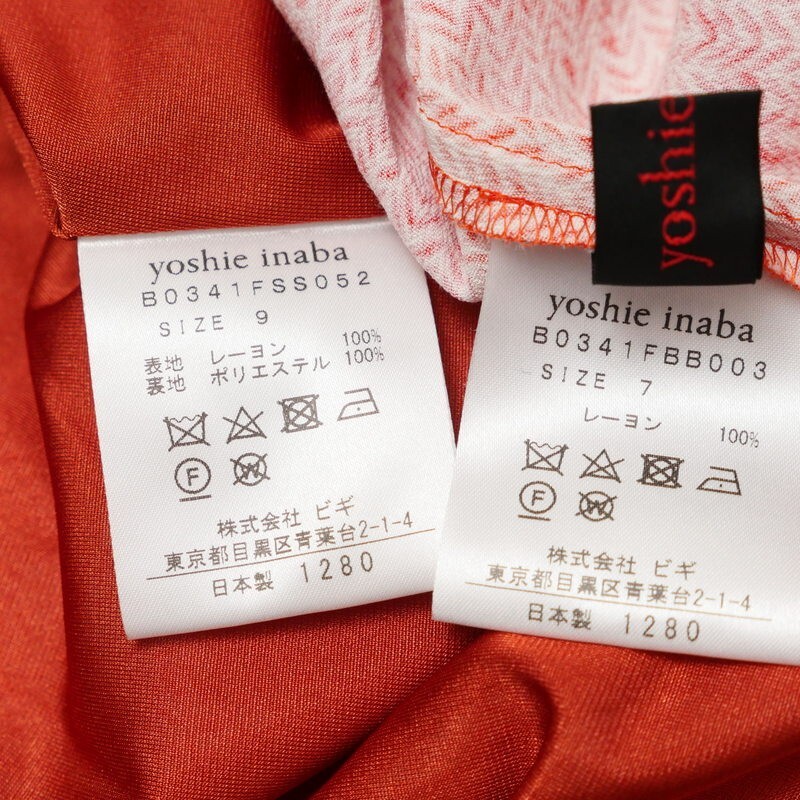 yoshie inaba
B0341FSS052
SIZE 9
表地 レーヨン 100%
裏地 ポリエステル 100%
F
W
株式会社 ビギ
東京都目黒区青葉台2-1-4
日本製 1280
yoshie
yoshie inaba
B0341FBB003
SIZE 7
レーヨン 100%
F
W
株式会社 ビギ
東京都目黒区青葉台2-1-4
日本製 1280